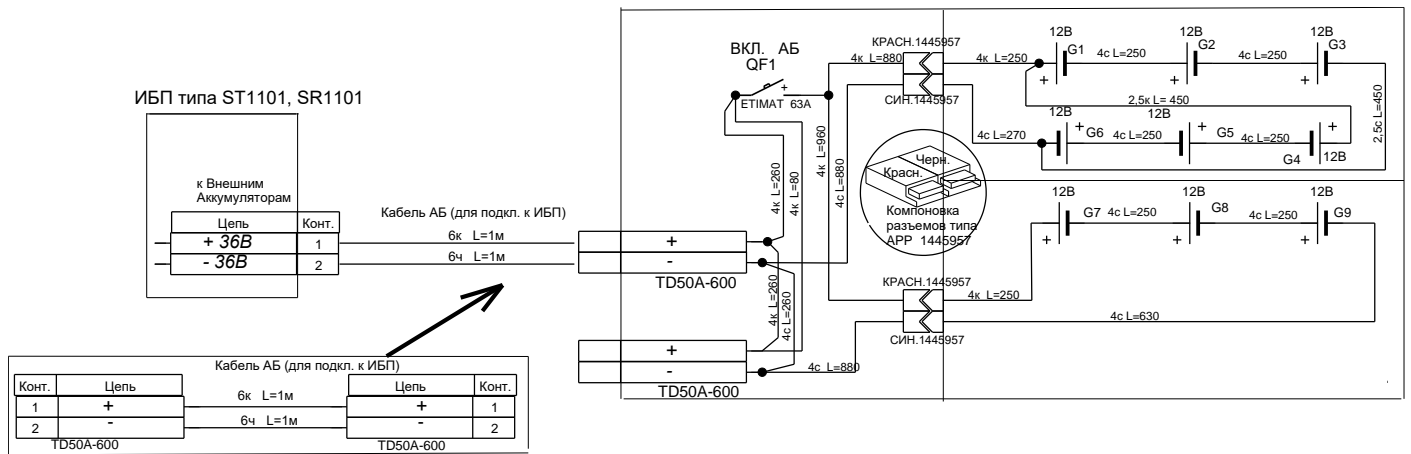 ИБП типа ST1101, SR1101
к Внешним
Аккумуляторам
Цепь Конт.
+ 36В 1
- 36В 2
Кабель АБ (для подкл. к ИБП)
6к L=1м
6ч L=1м
+
-
TD50A-600
+
-
TD50A-600
ВКЛ. АБ
QF1
+
ETIMAT 63А
4к L=260
4к L=80
4к L=960
4с L=880
4к L=260
4с L=260
4с L=880
КРАСН.1445957
4к L=880
4к L=250
СИН.1445957
4с L=270
12В G1 + 4с L=250
12В G2 + 4с L=250
12В G3 +
2,5к L= 450
2,5с L=450
12В + G6 4с L=250
12В + G5 4с L=250
G4 12В +
Черн.
Красн.
Компоновка
разъемов типа
АРР 1445957
12В G7 + 4с L=250
12В G8 + 4с L=250
12В G9 +
КРАСН.1445957
4к L=250
4с L=630
СИН.1445957
Кабель АБ (для подкл. к ИБП)
Конт. Цепь Цепь Конт.
1 + 6к L=1м + 1
2 - 6ч L=1м - 2
TD50A-600 TD50A-600